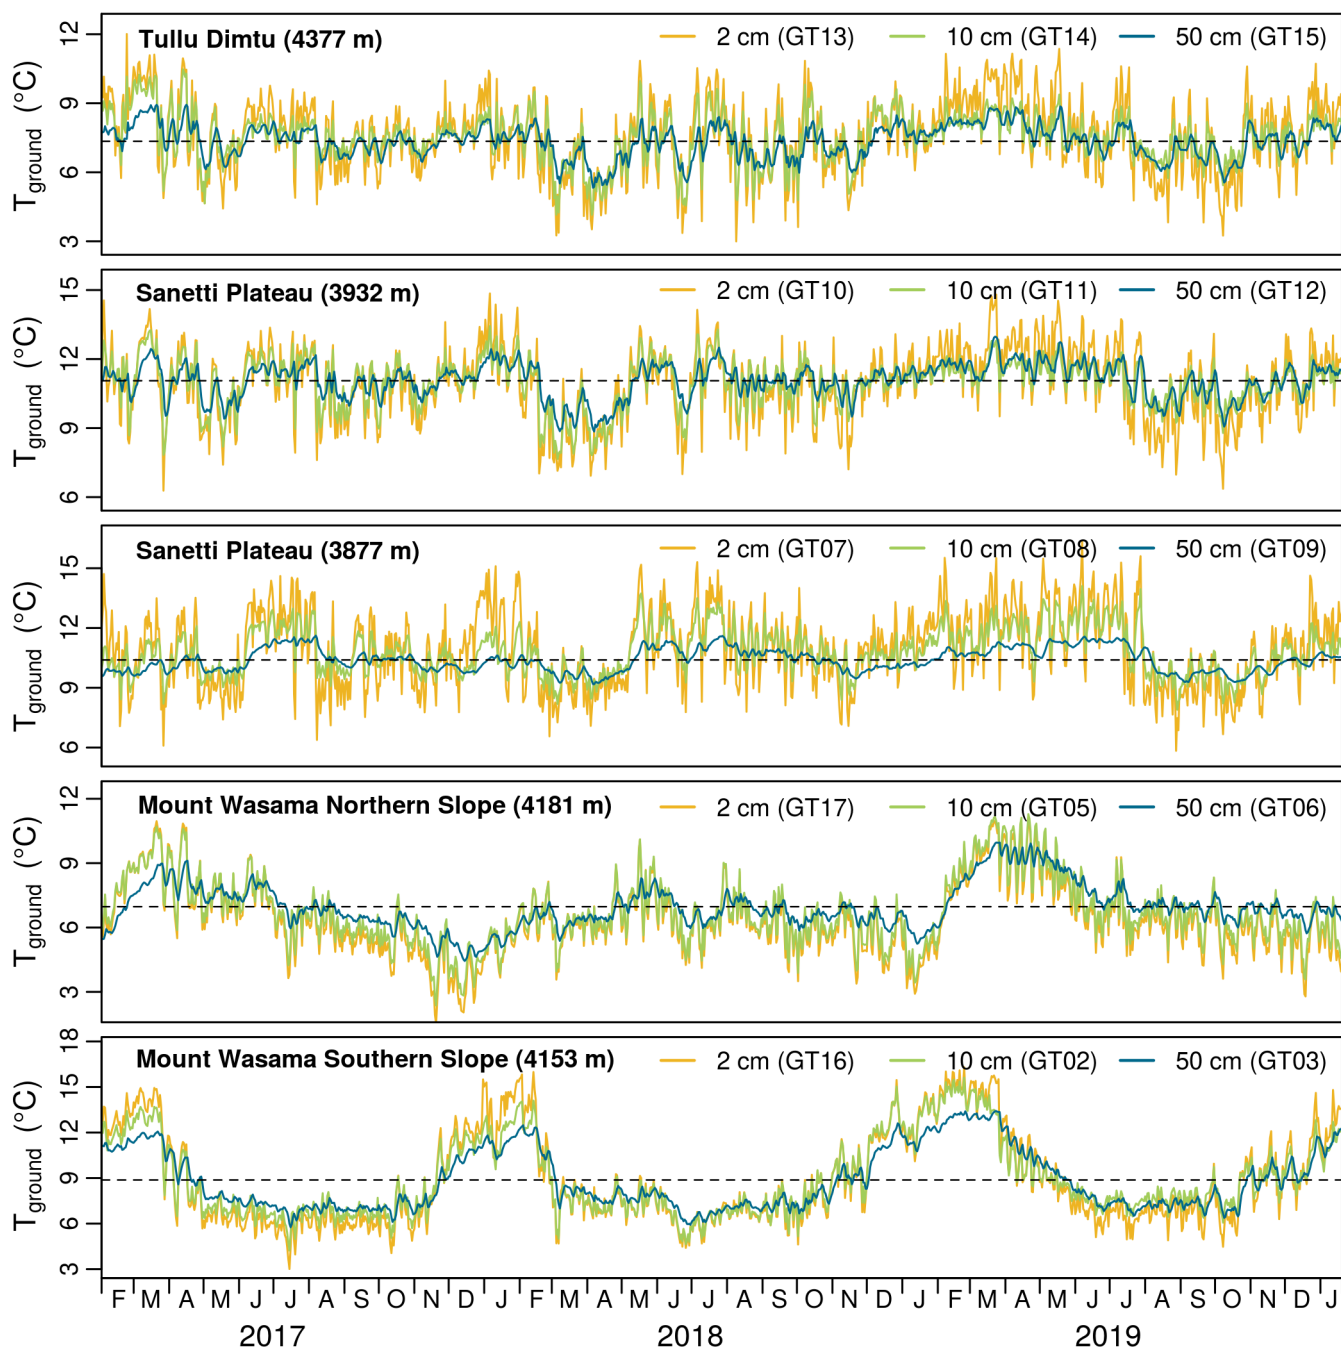 Tullu Dimtu (4377 m) 2 cm (GT13) 10 cm (GT14) 50 cm (GT15)
12
9
6
3
Tground (°C)
Sanetti Plateau (3932 m) 2 cm (GT10) 10 cm (GT11) 50 cm (GT12)
15
12
9
6
Tground (°C)
Sanetti Plateau (3877 m) 2 cm (GT07) 10 cm (GT08) 50 cm (GT09)
15
12
9
6
Tground (°C)
Mount Wasama Northern Slope (4181 m) 2 cm (GT17) 10 cm (GT05) 50 cm (GT06)
12
9
6
3
Tground (°C)
Mount Wasama Southern Slope (4153 m) 2 cm (GT16) 10 cm (GT02) 50 cm (GT03)
18
15
12
9
6
3
Tground (°C)
F M A M J J A S O N D J F M A M J J A S O N D J F M A M J J A S O N D J
2017 2018 2019